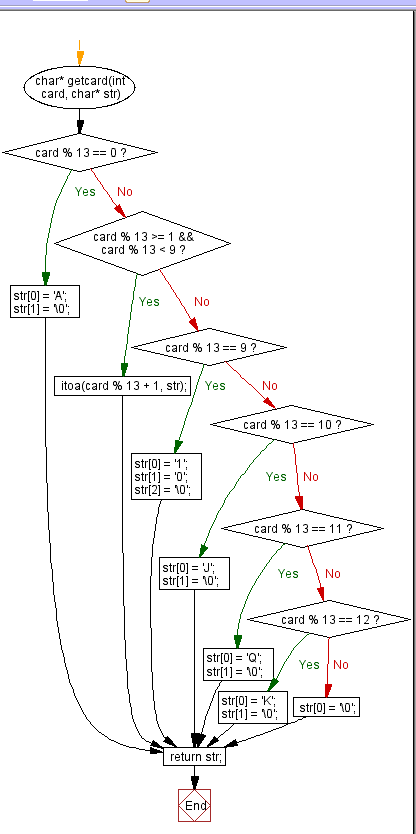 char* getcard(int
card, char* str)
card % 13 == 0 ?
Yes
No
card % 13 >= 1 &&
card % 13 < 9 ?
str[0] = 'A';
str[1] = '\0';
Yes
No
card % 13 == 9 ?
itoa(card % 13 + 1, str);
Yes
No
card % 13 == 10 ?
str[0] = '1';
str[1] = '0';
str[2] = '\0';
Yes
No
card % 13 == 11 ?
str[0] = 'J';
str[1] = '\0';
Yes
No
card % 13 == 12 ?
str[0] = 'Q';
str[1] = '\0';
Yes
No
str[0] = 'K';
str[1] = '\0';
str[0] = '\0';
return str;
End